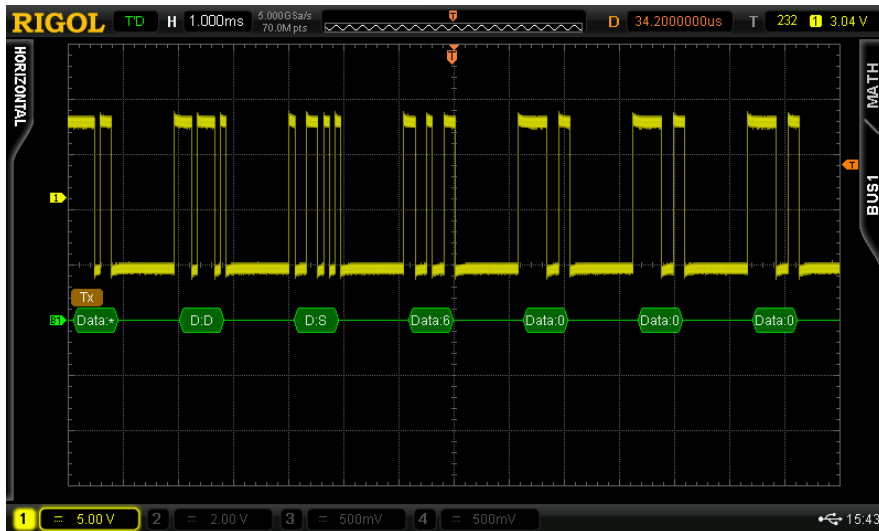 RIGOL T'D H 1.000ms 5.000GSa/s 70.0M pts T D 34.2000000us T 232 1 3.04 V
HORIZONTAL
T
MATH
1
T
BUS1
Tx
B1 Data:* D:D D:S Data:6 Data:0 Data:0 Data:0
1 = 5.00 V 2 = 2.00 V 3 = 500mV 4 = 500mV 15:43